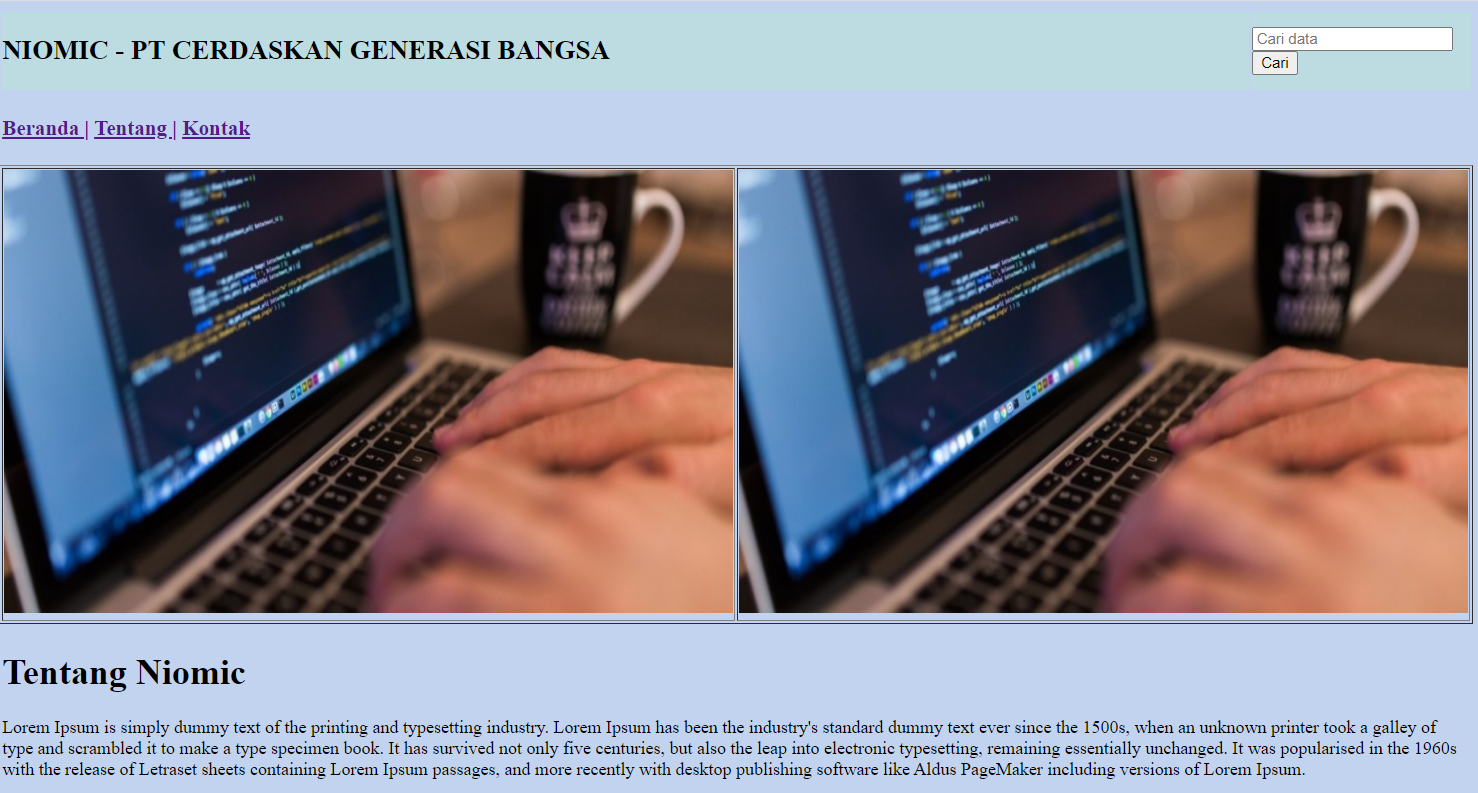 NIOMIC - PT CERDASKAN GENERASI BANGSA
Cari data
Cari
Beranda | Tentang | Kontak
KEEP
CALM
KEEP
CALM
Tentang Niomic
Lorem Ipsum is simply dummy text of the printing and typesetting industry. Lorem Ipsum has been the industry's standard dummy text ever since the 1500s, when an unknown printer took a galley of
type and scrambled it to make a type specimen book. It has survived not only five centuries, but also the leap into electronic typesetting, remaining essentially unchanged. It was popularised in the 1960s
with the release of Letraset sheets containing Lorem Ipsum passages, and more recently with desktop publishing software like Aldus PageMaker including versions of Lorem Ipsum.